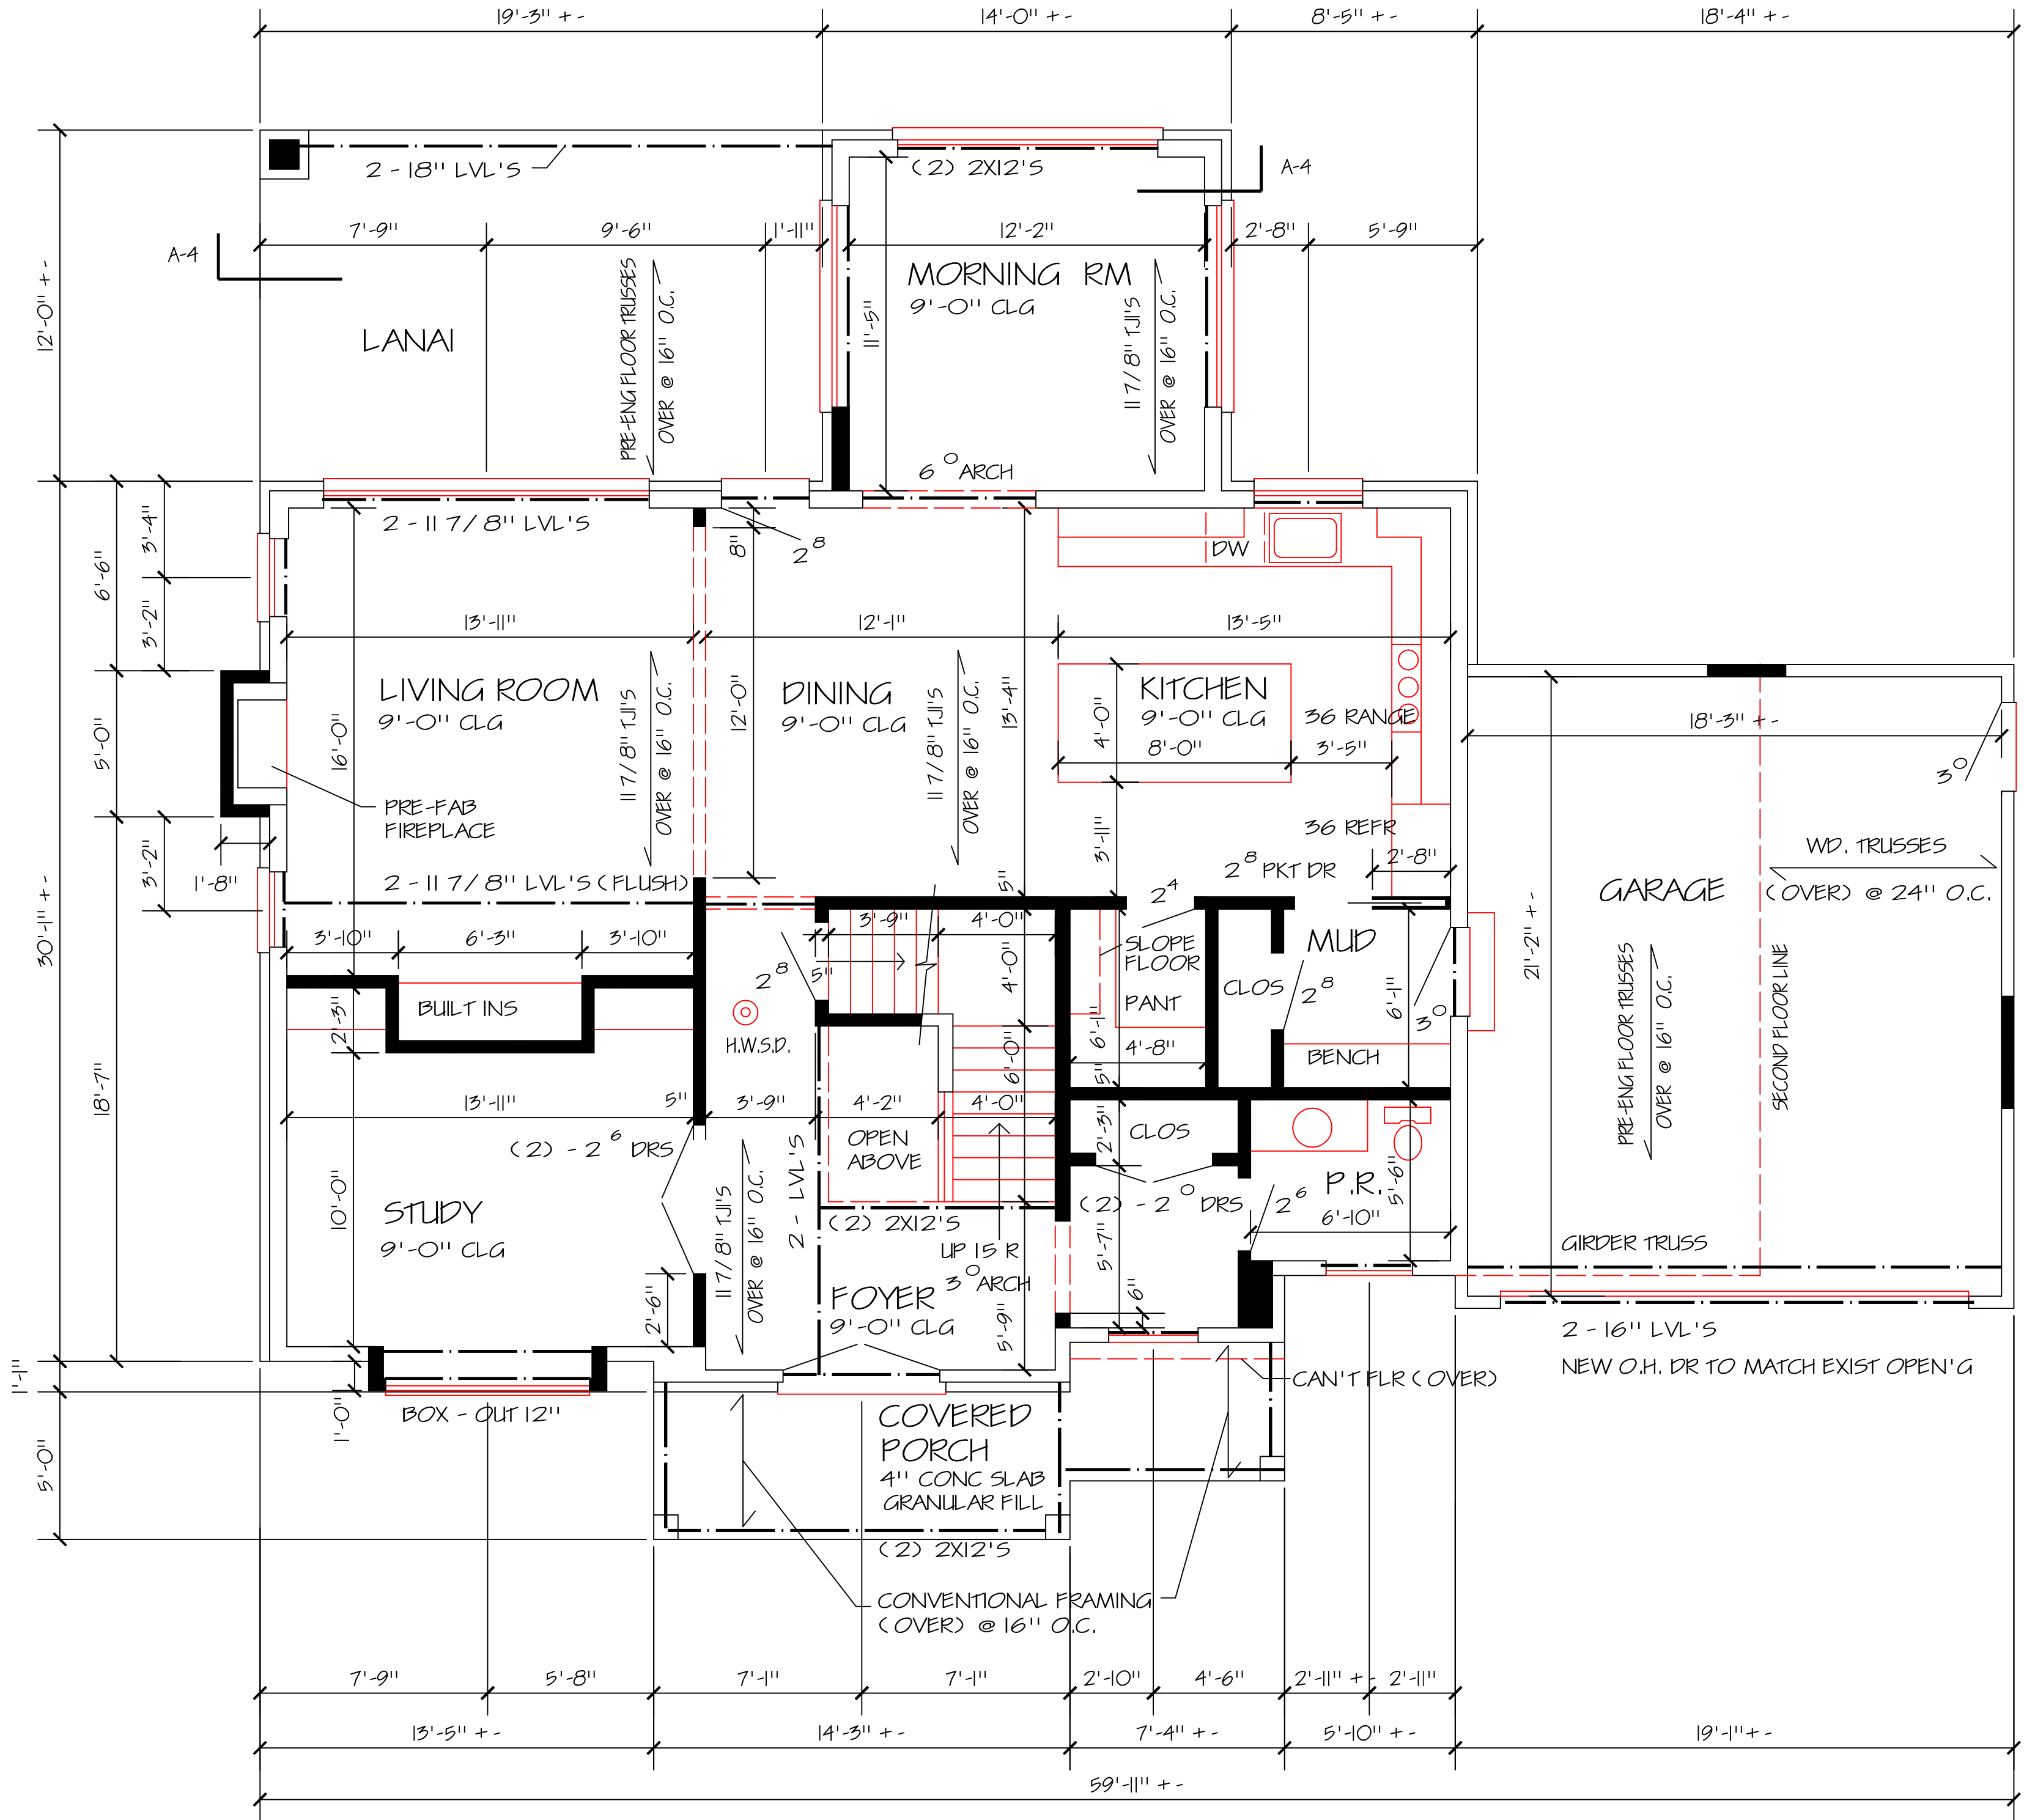 19'-3" + -
14'-0" + -
8'-5" + -
18'-4" + -
2 - 18" LVL'S
(2) 2X12'S
A-4
A-4
7'-9"
9'-6"
1'-11"
12'-2"
2'-8"
5'-9"
12'-0" + -
LANAI
PRE-ENG FLOOR TRUSSES
OVER @ 16" O.C.
11'-5"
MORNING RM
9'-0" CLG
11 7/8" TJI'S
OVER @ 16" O.C.
6 0 ARCH
2 - 11 7/8" LVL'S
8"
2 8
DW
3'-4"
6'-6"
3'-2"
13'-11"
12'-1"
13'-5"
LIVING ROOM
9'-0" CLG
16'-0"
11 7/8" TJI'S
OVER @ 16" O.C.
12'-0"
DINING
9'-0" CLG
11 7/8" TJI'S
OVER @ 16" O.C.
13'-4"
KITCHEN
9'-0" CLG
4'-0"
8'-0"
36 RANGE
3'-5"
18'-3" + -
3 0
5'-0"
PRE-FAB
FIREPLACE
3'-11"
36 REFR
2 8 PKT DR
2'-8"
WD. TRUSSES
(OVER) @ 24" O.C.
GARAGE
3'-2"
1'-8"
2 - 11 7/8" LVL'S (FLUSH)
5"
2 4
30'-1" + -
3'-10"
6'-3"
3'-10"
3'-9"
4'-0"
SLOPE
FLOOR
MUD
21'-2" + -
2 8
5"
4'-0"
PANT
CLOS
2 8
6'-1"
3 0
PRE-ENG FLOOR TRUSSES
OVER @ 16" O.C.
SECOND FLOOR LINE
BUILT INS
2'-3"
H.W.S.D.
6'-0"
6'-1"
4'-8"
5"
BENCH
18'-7"
13'-11"
5"
3'-9"
4'-2"
4'-0"
(2) - 2 6 DRS
2 - LVL'S
OPEN
ABOVE
2'-3"
CLOS
STUDY
9'-0" CLG
10'-0"
11 7/8" TJI'S
OVER @ 16" O.C.
(2) 2X12'S
(2) - 2 0 DRS
2 6
P.R.
6'-10"
5'-6"
UP 15 R
3 0 ARCH
5'-7"
GIRDER TRUSS
2'-6"
FOYER
9'-0" CLG
5'-9"
6"
2 - 16" LVL'S
NEW O.H. DR TO MATCH EXIST OPEN'G
CAN'T FLR (OVER)
1'-1"
1'-0"
BOX - OUT 12"
5'-0"
COVERED
PORCH
4" CONC SLAB
GRANULAR FILL
(2) 2X12'S
CONVENTIONAL FRAMING
(OVER) @ 16" O.C.
7'-9"
5'-8"
7'-1"
7'-1"
2'-10"
4'-6"
2'-11" + -
2'-11"
13'-5" + -
14'-3" + -
7'-4" + -
5'-10" + -
19'-1" + -
59'-11" + -